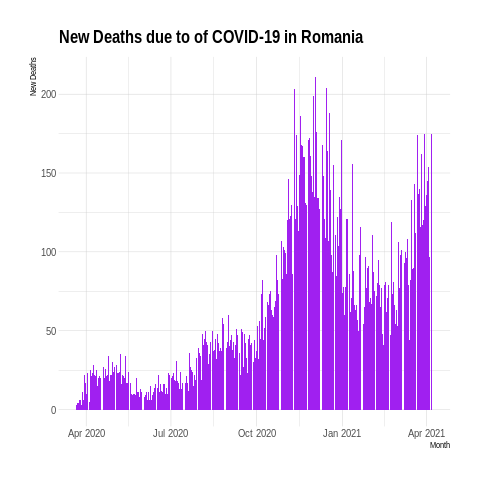 New Deaths due to of COVID-19 in Romania
New Deaths
200
150
100
50
0
Apr 2020 Jul 2020 Oct 2020 Jan 2021 Apr 2021
Month